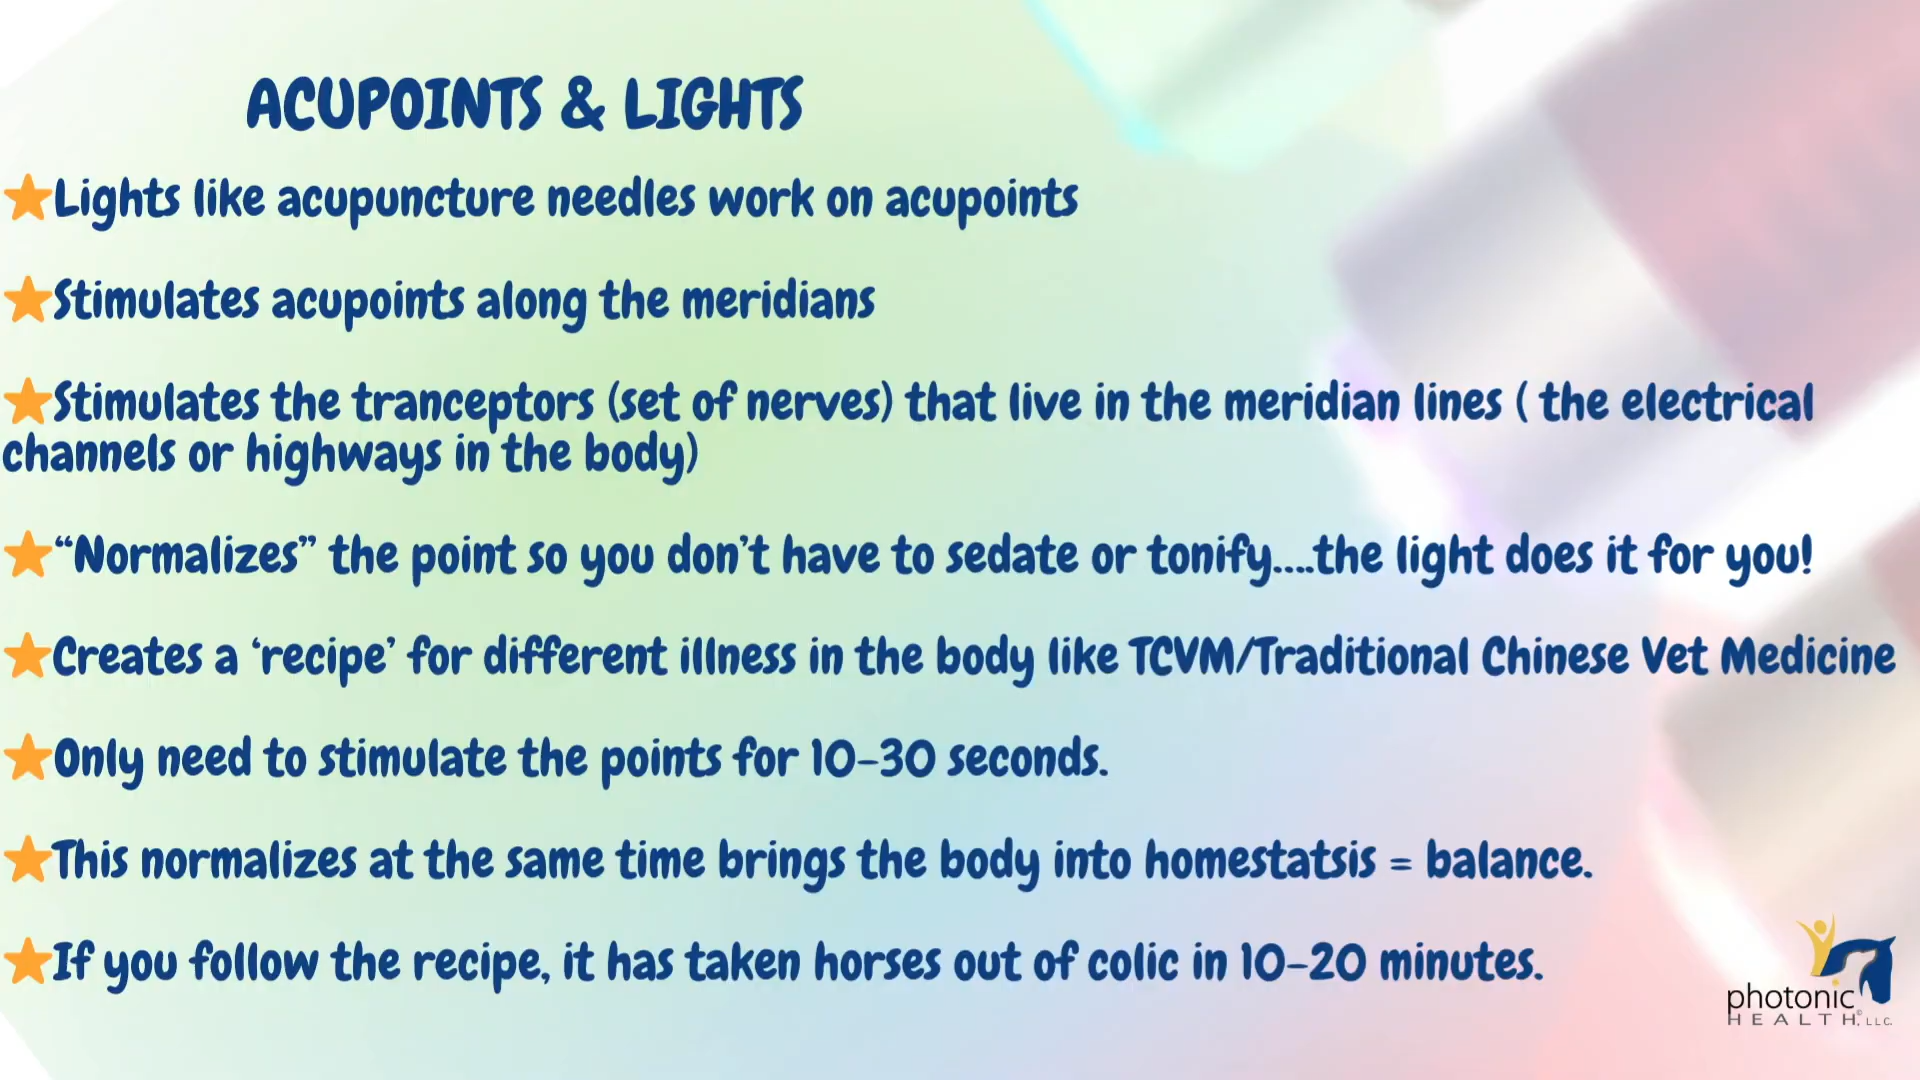 ACUPOINTS & LIGHTS
Lights like acupuncture needles work on acupoints
Stimulates acupoints along the meridians
Stimulates the tranceptors (set of nerves) that live in the meridian lines ( the electrical
channels or highways in the body)
“Normalizes” the point so you don’t have to sedate or tonify....the light does it for you!
Creates a ‘recipe’ for different illness in the body like TCVM/Traditional Chinese Vet Medicine
Only need to stimulate the points for 10-30 seconds.
This normalizes at the same time brings the body into homestatsis = balance.
If you follow the recipe, it has taken horses out of colic in 10-20 minutes.
photonic
HEALTH, LLC.